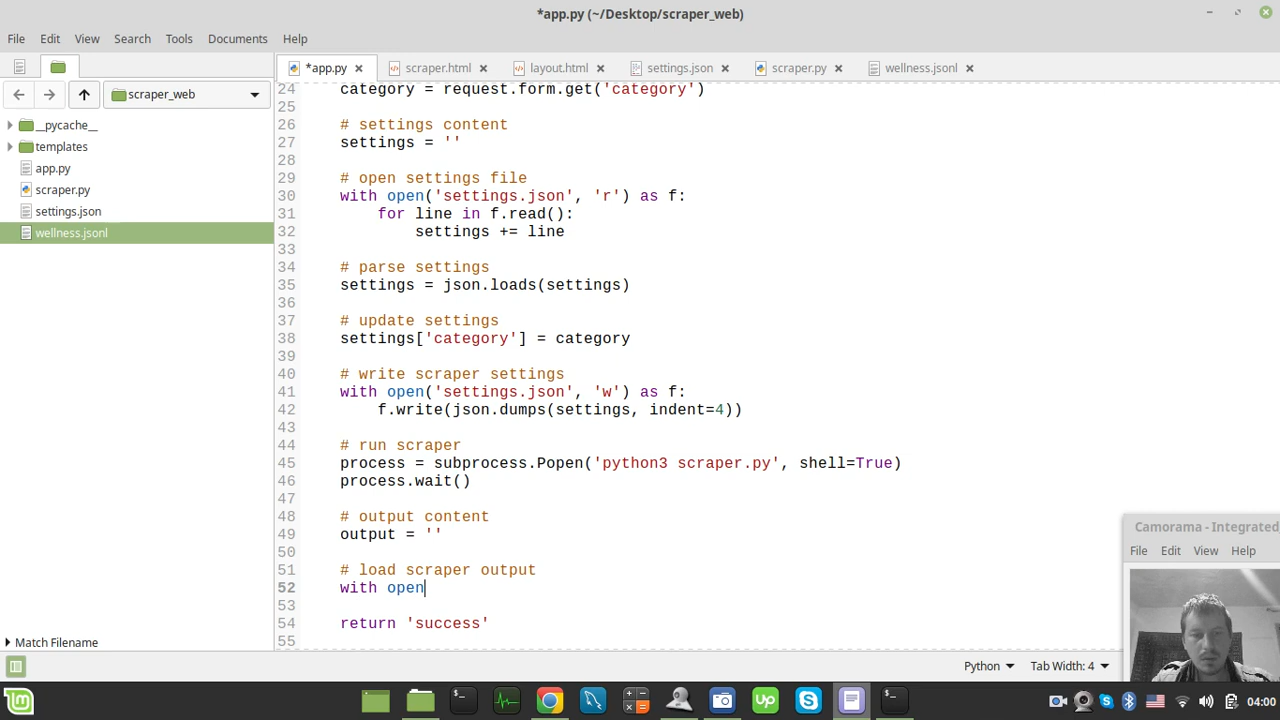 *app.py (~/Desktop/scraper_web)
File Edit View Search Tools Documents Help
*app.py scraper.html layout.html settings.json scraper.py wellness.jsonl
scraper_web
__pycache__
templates
app.py
scraper.py
settings.json
wellness.jsonl
Match Filename
24 category = request.form.get('category')
25
26 # settings content
27 settings = ''
28
29 # open settings file
30 with open('settings.json', 'r') as f:
31 for line in f.read():
32 settings += line
33
34 # parse settings
35 settings = json.loads(settings)
36
37 # update settings
38 settings['category'] = category
39
40 # write scraper settings
41 with open('settings.json', 'w') as f:
42 f.write(json.dumps(settings, indent=4))
43
44 # run scraper
45 process = subprocess.Popen('python3 scraper.py', shell=True)
46 process.wait()
47
48 # output content
49 output = ''
50
51 # load scraper output
52 with open
53
54 return 'success'
55
Camorama - Integrated
File Edit View Help
Python Tab Width: 4
Up
04:00